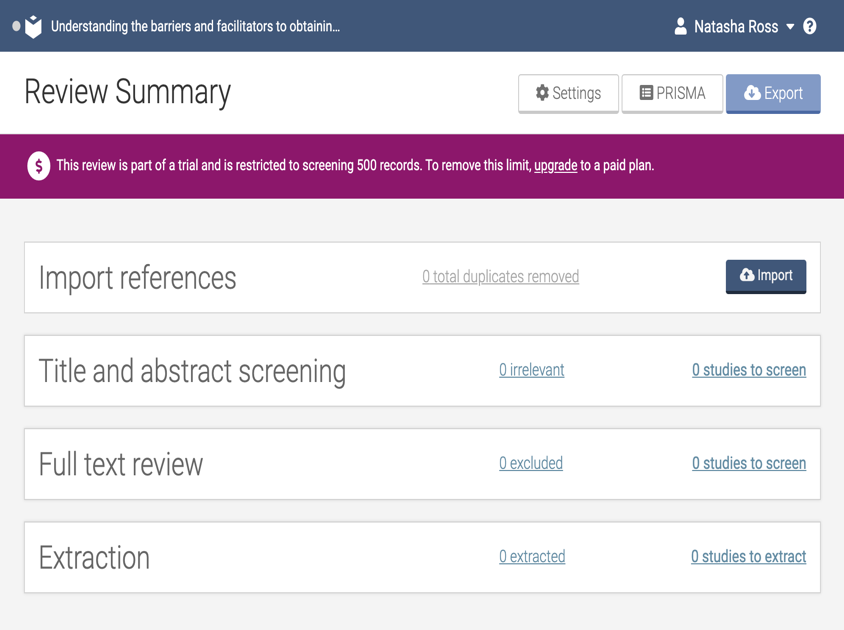 Understanding the barriers and facilitators to obtainin...
Natasha Ross
Review Summary
Settings
PRISMA
Export
This review is part of a trial and is restricted to screening 500 records. To remove this limit, upgrade to a paid plan.
Import references
0 total duplicates removed
Import
Title and abstract screening
0 irrelevant
0 studies to screen
Full text review
0 excluded
0 studies to screen
Extraction
0 extracted
0 studies to extract